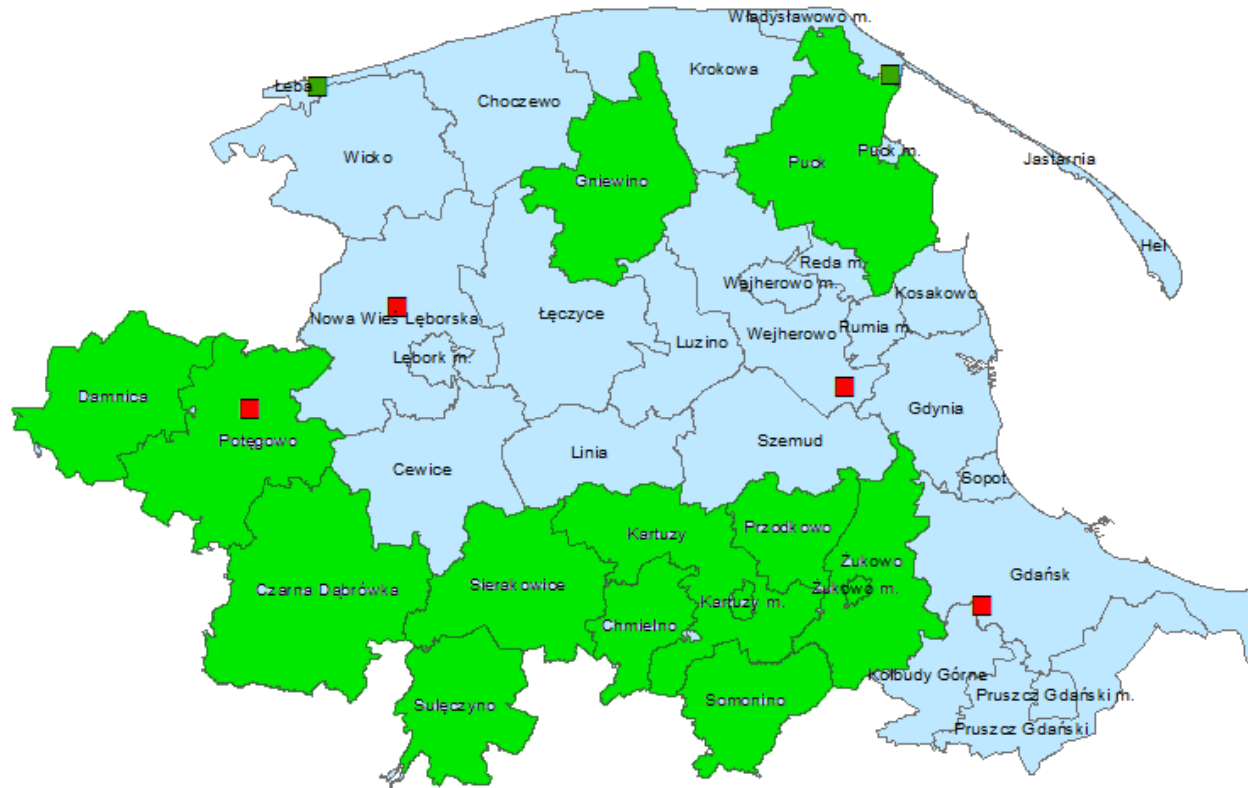 Władysławowo m.
Krokowa
Łeba
Choczewo
Wicko
Puck
Puck m.
Jastarnia
Gniewino
Hel
Reda m.
Wejherowo m.
Kosakowo
Nowa Wieś Lęborska
Łęczyce
Luzino
Wejherowo
Rumia m.
Lębork m.
Damnica
Gdynia
Potęgowo
Szemud
Linia
Cewice
Sopot
Kartuzy
Przodkowo
Żukowo
Gdańsk
Czarna Dąbrówka
Sierakowice
Żukowo m.
Kartuzy m.
Chmielno
Kolbudy Górne
Pruszcz Gdański m.
Somonino
Sulęczyno
Pruszcz Gdański